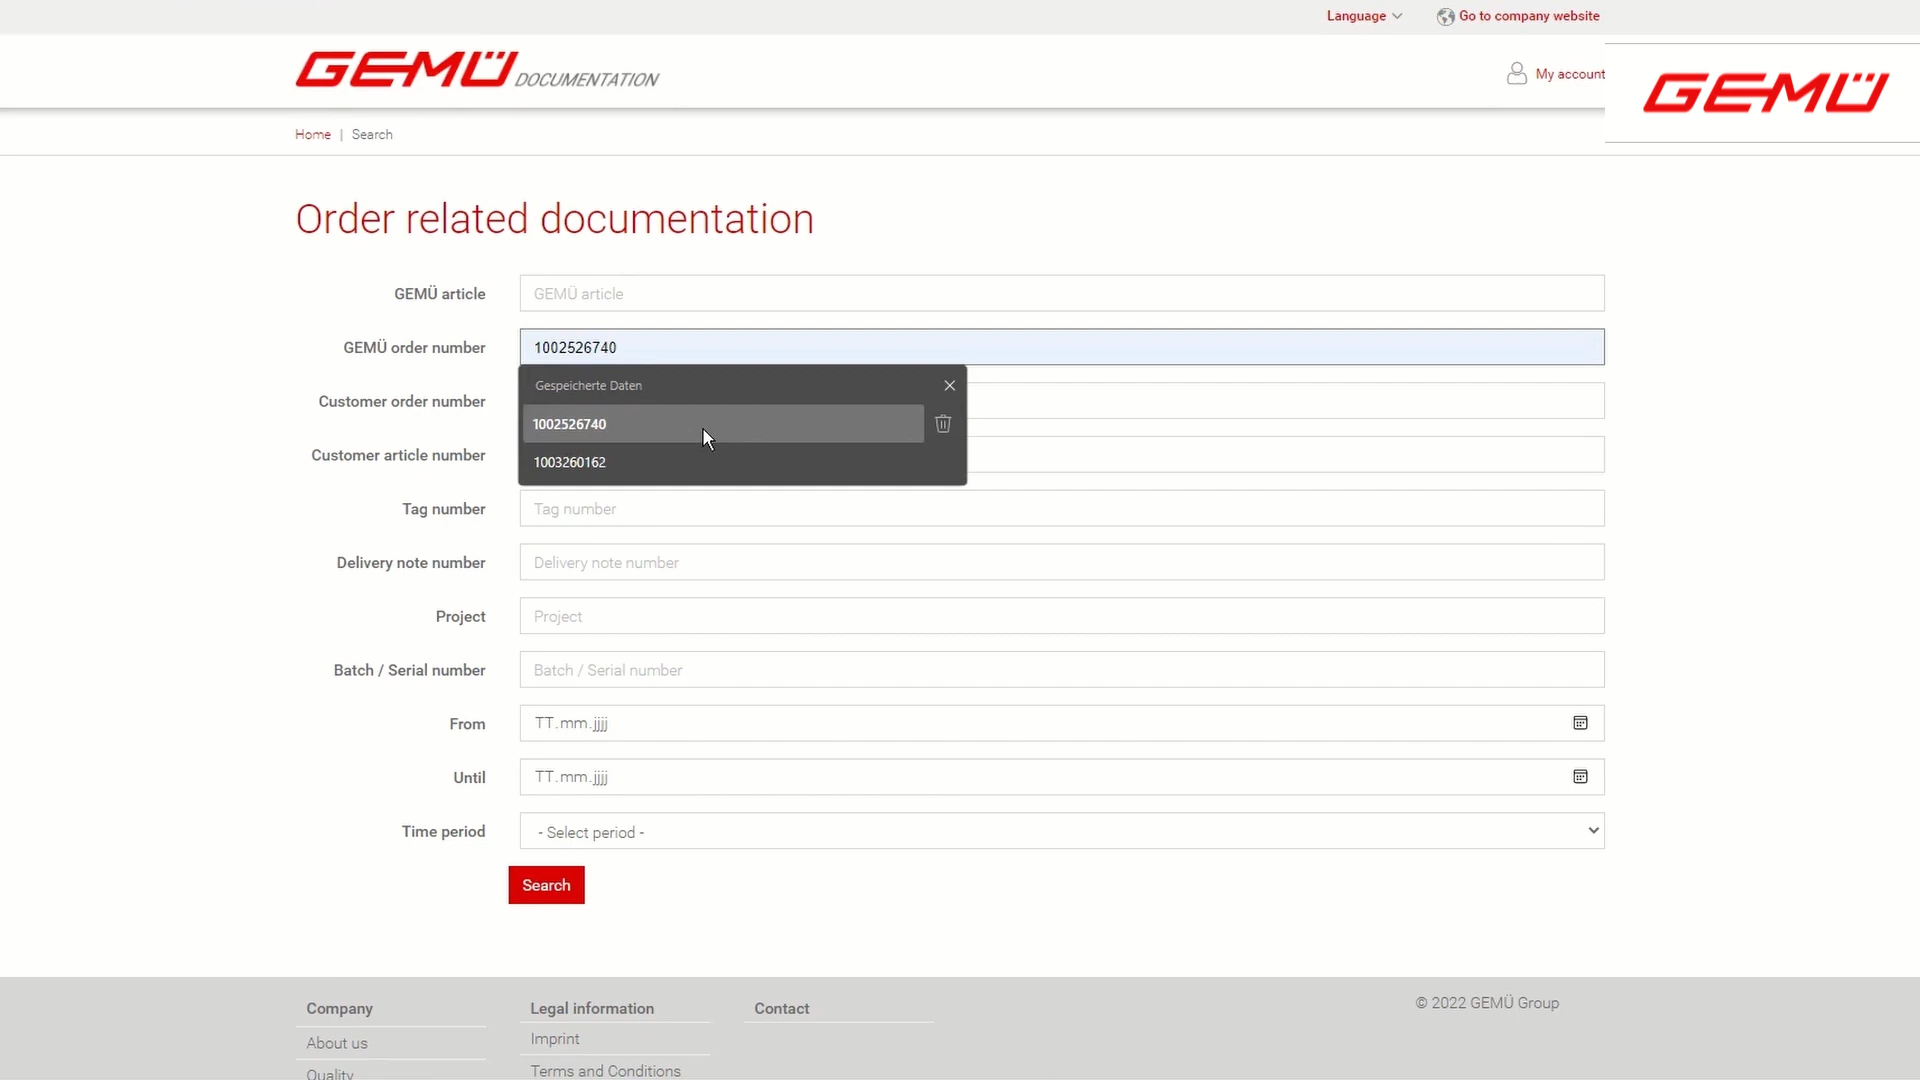 Language
Go to company website
GEMÜ DOCUMENTATION
My account
GEMÜ
Home | Search
Order related documentation
GEMÜ article
GEMÜ article
GEMÜ order number
1002526740
Gespeicherte Daten
Customer order number
1002526740
Customer article number
1003260162
Tag number
Tag number
Delivery note number
Delivery note number
Project
Project
Batch / Serial number
Batch / Serial number
From
TT.mm.jjjj
Until
TT.mm.jjjj
Time period
- Select period -
Search
Company
Legal information
Contact
© 2022 GEMÜ Group
About us
Imprint
Quality
Terms and Conditions